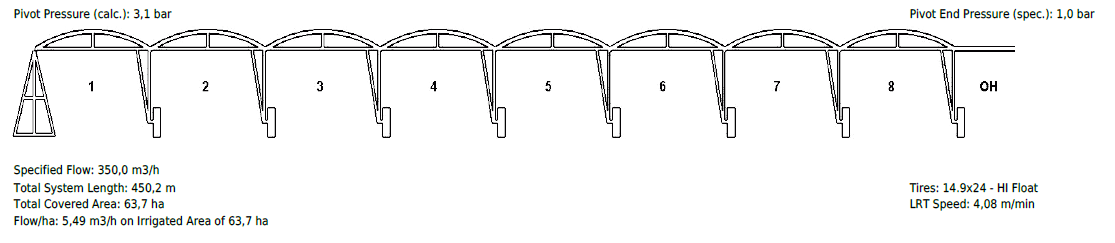 Pivot Pressure (calc.): 3,1 bar
Pivot End Pressure (spec.): 1,0 bar
1 2 3 4 5 6 7 8 OH
Specified Flow: 350,0 m3/h
Total System Length: 450,2 m
Total Covered Area: 63,7 ha
Flow/ha: 5,49 m3/h on Irrigated Area of 63,7 ha
Tires: 14.9x24 - HI Float
LRT Speed: 4,08 m/min